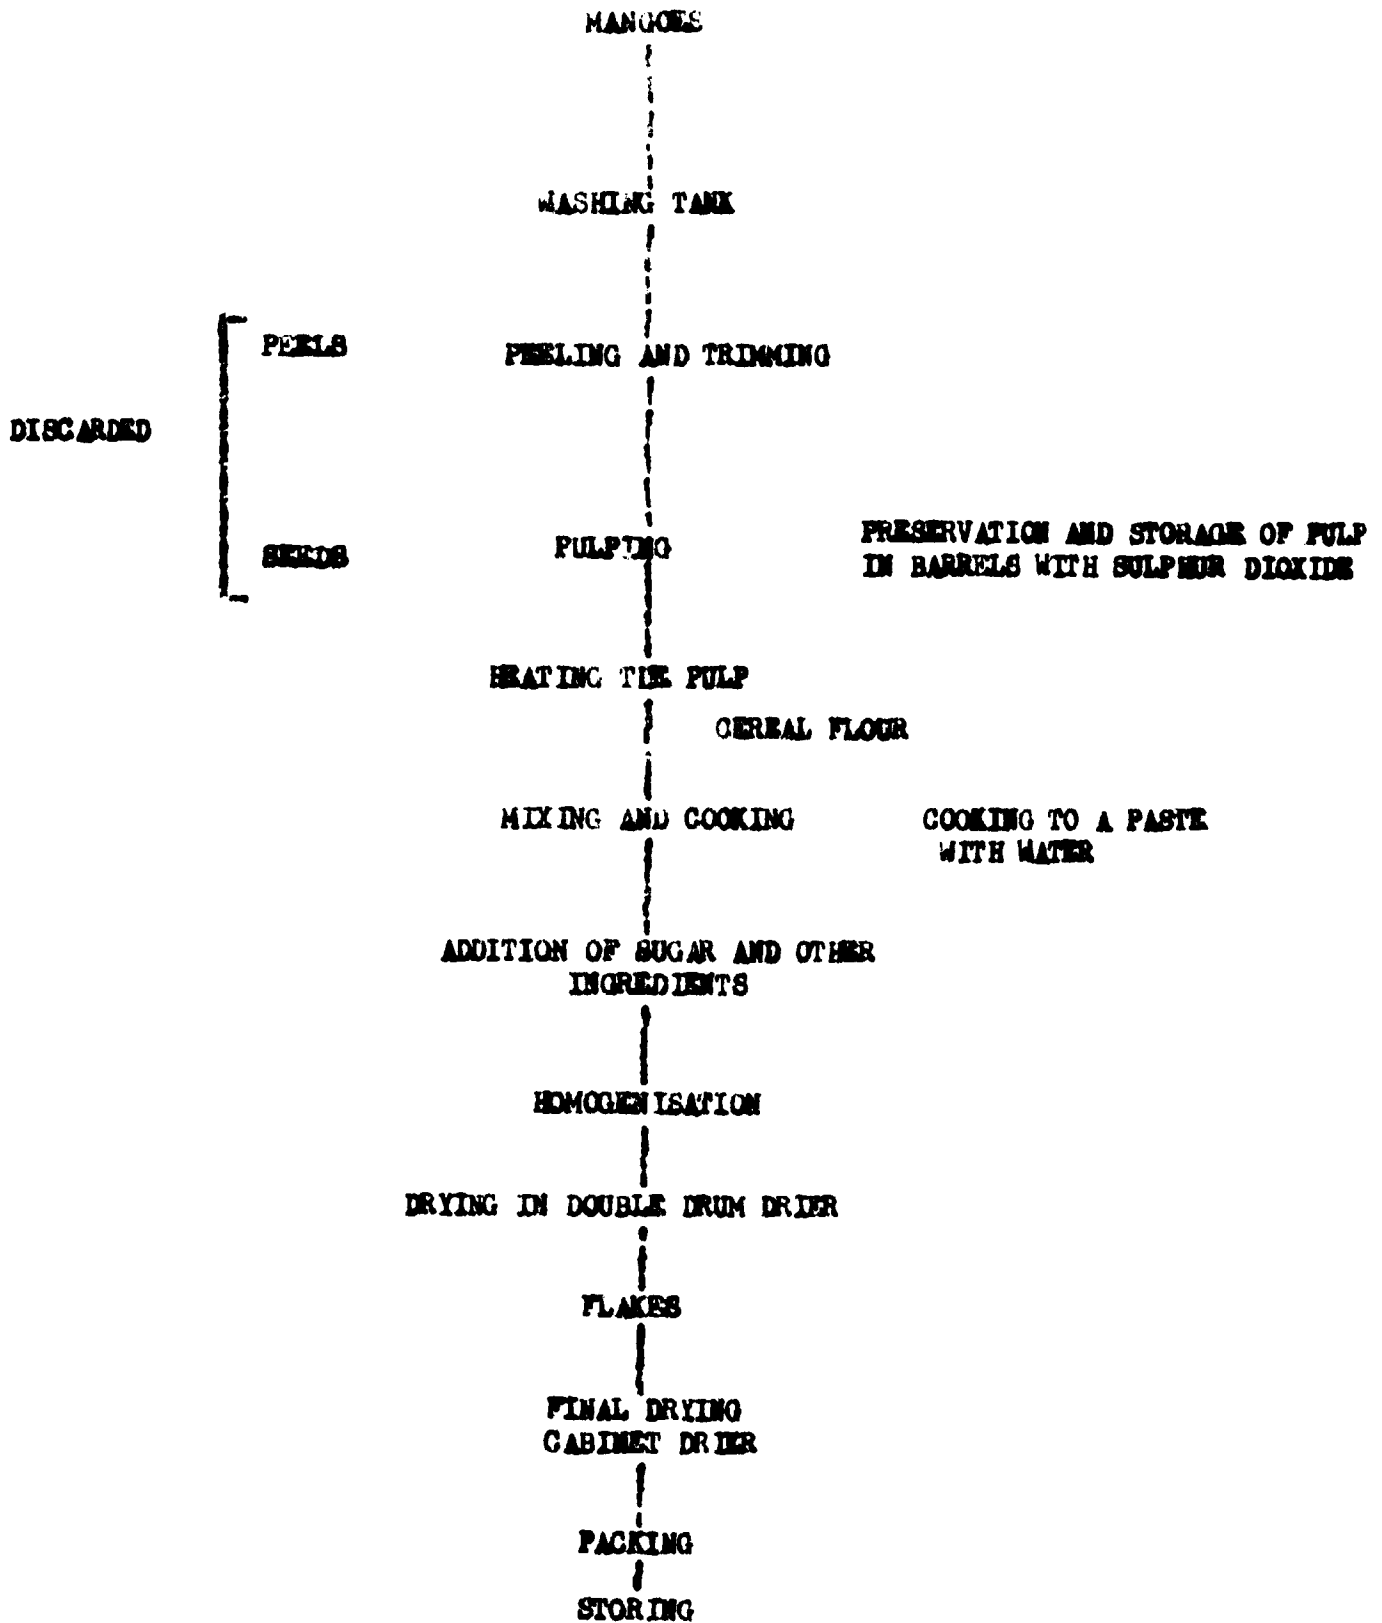 MANGOES
WASHING TANK
PEELS
PEELING AND TRIMMING
DISCARDED
SEEDS
PULPING
PRESERVATION AND STORAGE OF PULP
IN BARRELS WITH SULPHUR DIOXIDE
HEATING THE PULP
CEREAL FLOUR
MIXING AND COOKING
COOKING TO A PASTE
WITH WATER
ADDITION OF SUGAR AND OTHER
INGREDIENTS
HOMOGENISATION
DRYING IN DOUBLE DRUM DRIER
FLAKES
FINAL DRYING
CABINET DRIER
PACKING
STORING